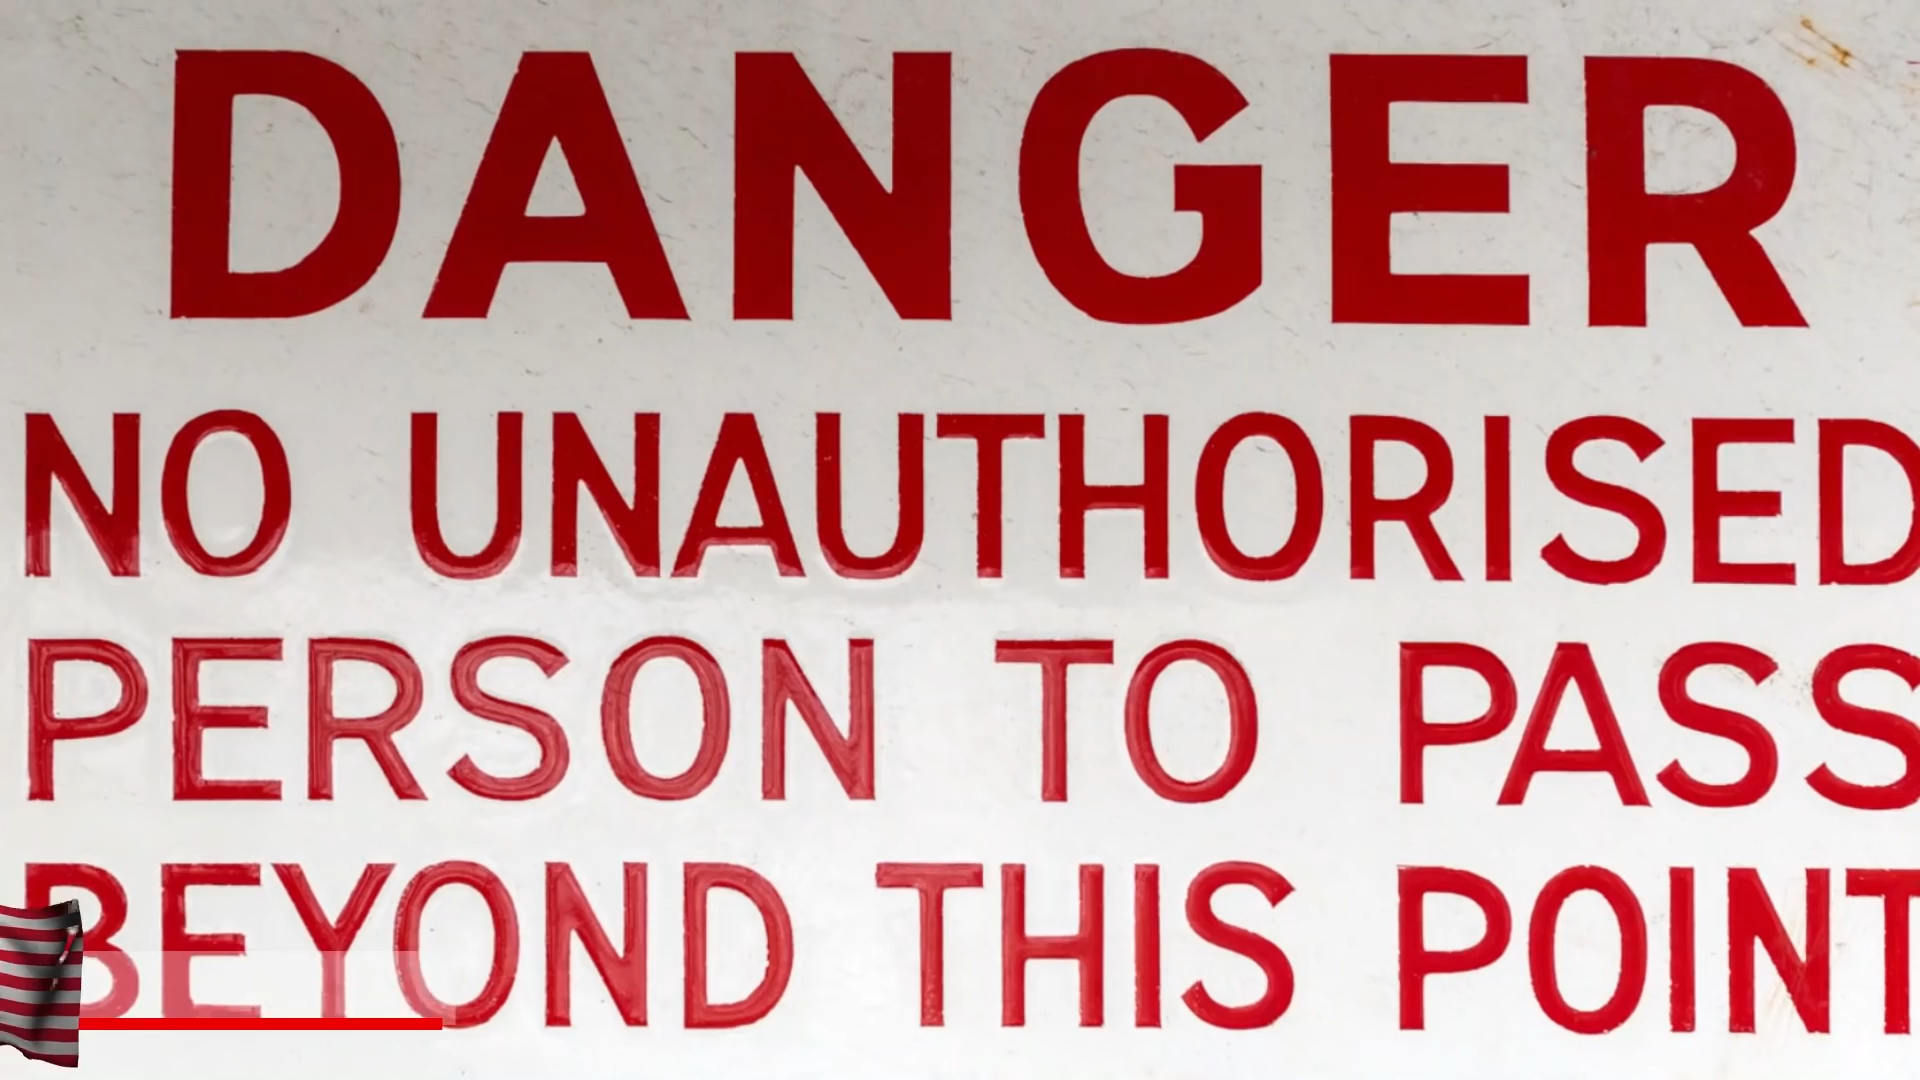 DANGER
NO UNAUTHORISED
PERSON TO PASS
BEYOND THIS POINT